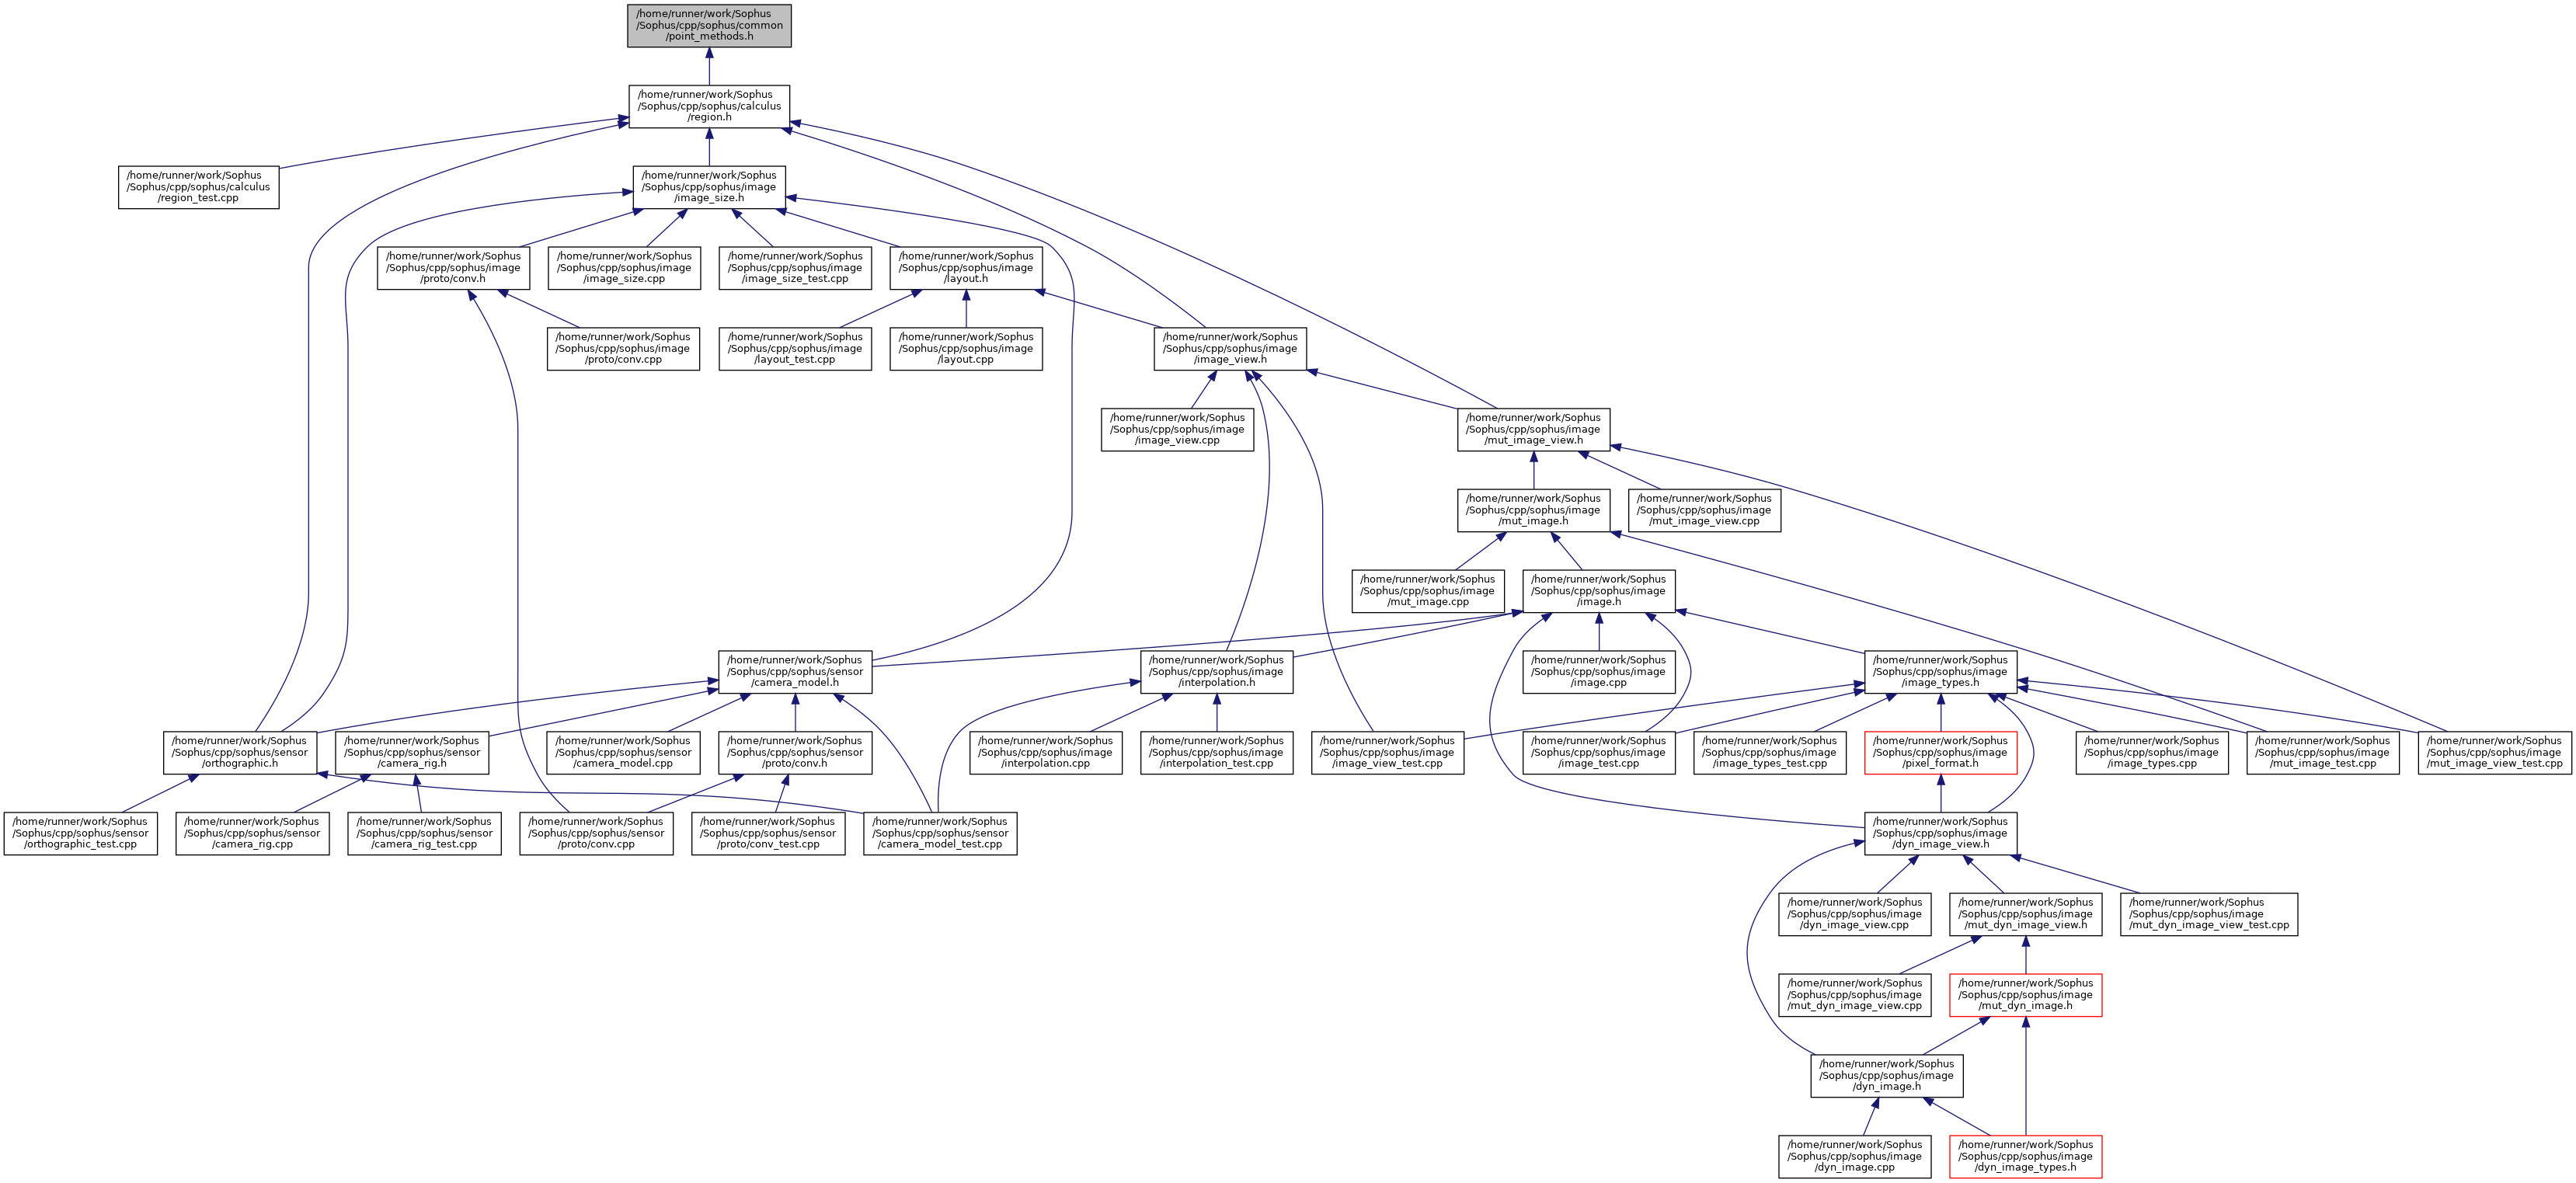 /home/runner/work/Sophus
/Sophus/cpp/sophus/common
/point_methods.h
/home/runner/work/Sophus
/Sophus/cpp/sophus/calculus
/region.h
/home/runner/work/Sophus
/Sophus/cpp/sophus/calculus
/region_test.cpp
/home/runner/work/Sophus
/Sophus/cpp/sophus/image
/image_size.h
/home/runner/work/Sophus
/Sophus/cpp/sophus/image
/proto/conv.h
/home/runner/work/Sophus
/Sophus/cpp/sophus/image
/image_size.cpp
/home/runner/work/Sophus
/Sophus/cpp/sophus/image
/image_size_test.cpp
/home/runner/work/Sophus
/Sophus/cpp/sophus/image
/layout.h
/home/runner/work/Sophus
/Sophus/cpp/sophus/image
/proto/conv.cpp
/home/runner/work/Sophus
/Sophus/cpp/sophus/image
/layout_test.cpp
/home/runner/work/Sophus
/Sophus/cpp/sophus/image
/layout.cpp
/home/runner/work/Sophus
/Sophus/cpp/sophus/image
/image_view.h
/home/runner/work/Sophus
/Sophus/cpp/sophus/image
/image_view.cpp
/home/runner/work/Sophus
/Sophus/cpp/sophus/image
/mut_image_view.h
/home/runner/work/Sophus
/Sophus/cpp/sophus/image
/mut_image.h
/home/runner/work/Sophus
/Sophus/cpp/sophus/image
/mut_image_view.cpp
/home/runner/work/Sophus
/Sophus/cpp/sophus/image
/mut_image.cpp
/home/runner/work/Sophus
/Sophus/cpp/sophus/image
/image.h
/home/runner/work/Sophus
/Sophus/cpp/sophus/sensor
/camera_model.h
/home/runner/work/Sophus
/Sophus/cpp/sophus/image
/interpolation.h
/home/runner/work/Sophus
/Sophus/cpp/sophus/image
/image.cpp
/home/runner/work/Sophus
/Sophus/cpp/sophus/image
/image_types.h
/home/runner/work/Sophus
/Sophus/cpp/sophus/sensor
/orthographic.h
/home/runner/work/Sophus
/Sophus/cpp/sophus/sensor
/camera_rig.h
/home/runner/work/Sophus
/Sophus/cpp/sophus/sensor
/camera_model.cpp
/home/runner/work/Sophus
/Sophus/cpp/sophus/sensor
/proto/conv.h
/home/runner/work/Sophus
/Sophus/cpp/sophus/image
/interpolation.cpp
/home/runner/work/Sophus
/Sophus/cpp/sophus/image
/interpolation_test.cpp
/home/runner/work/Sophus
/Sophus/cpp/sophus/image
/image_view_test.cpp
/home/runner/work/Sophus
/Sophus/cpp/sophus/image
/image_test.cpp
/home/runner/work/Sophus
/Sophus/cpp/sophus/image
/image_types_test.cpp
/home/runner/work/Sophus
/Sophus/cpp/sophus/image
/pixel_format.h
/home/runner/work/Sophus
/Sophus/cpp/sophus/image
/image_types.cpp
/home/runner/work/Sophus
/Sophus/cpp/sophus/image
/mut_image_test.cpp
/home/runner/work/Sophus
/Sophus/cpp/sophus/image
/mut_image_view_test.cpp
/home/runner/work/Sophus
/Sophus/cpp/sophus/sensor
/orthographic_test.cpp
/home/runner/work/Sophus
/Sophus/cpp/sophus/sensor
/camera_rig.cpp
/home/runner/work/Sophus
/Sophus/cpp/sophus/sensor
/camera_rig_test.cpp
/home/runner/work/Sophus
/Sophus/cpp/sophus/sensor
/proto/conv.cpp
/home/runner/work/Sophus
/Sophus/cpp/sophus/sensor
/proto/conv_test.cpp
/home/runner/work/Sophus
/Sophus/cpp/sophus/sensor
/camera_model_test.cpp
/home/runner/work/Sophus
/Sophus/cpp/sophus/image
/dyn_image_view.h
/home/runner/work/Sophus
/Sophus/cpp/sophus/image
/dyn_image_view.cpp
/home/runner/work/Sophus
/Sophus/cpp/sophus/image
/mut_dyn_image_view.h
/home/runner/work/Sophus
/Sophus/cpp/sophus/image
/mut_dyn_image_view_test.cpp
/home/runner/work/Sophus
/Sophus/cpp/sophus/image
/mut_dyn_image_view.cpp
/home/runner/work/Sophus
/Sophus/cpp/sophus/image
/mut_dyn_image.h
/home/runner/work/Sophus
/Sophus/cpp/sophus/image
/dyn_image.h
/home/runner/work/Sophus
/Sophus/cpp/sophus/image
/dyn_image.cpp
/home/runner/work/Sophus
/Sophus/cpp/sophus/image
/dyn_image_types.h